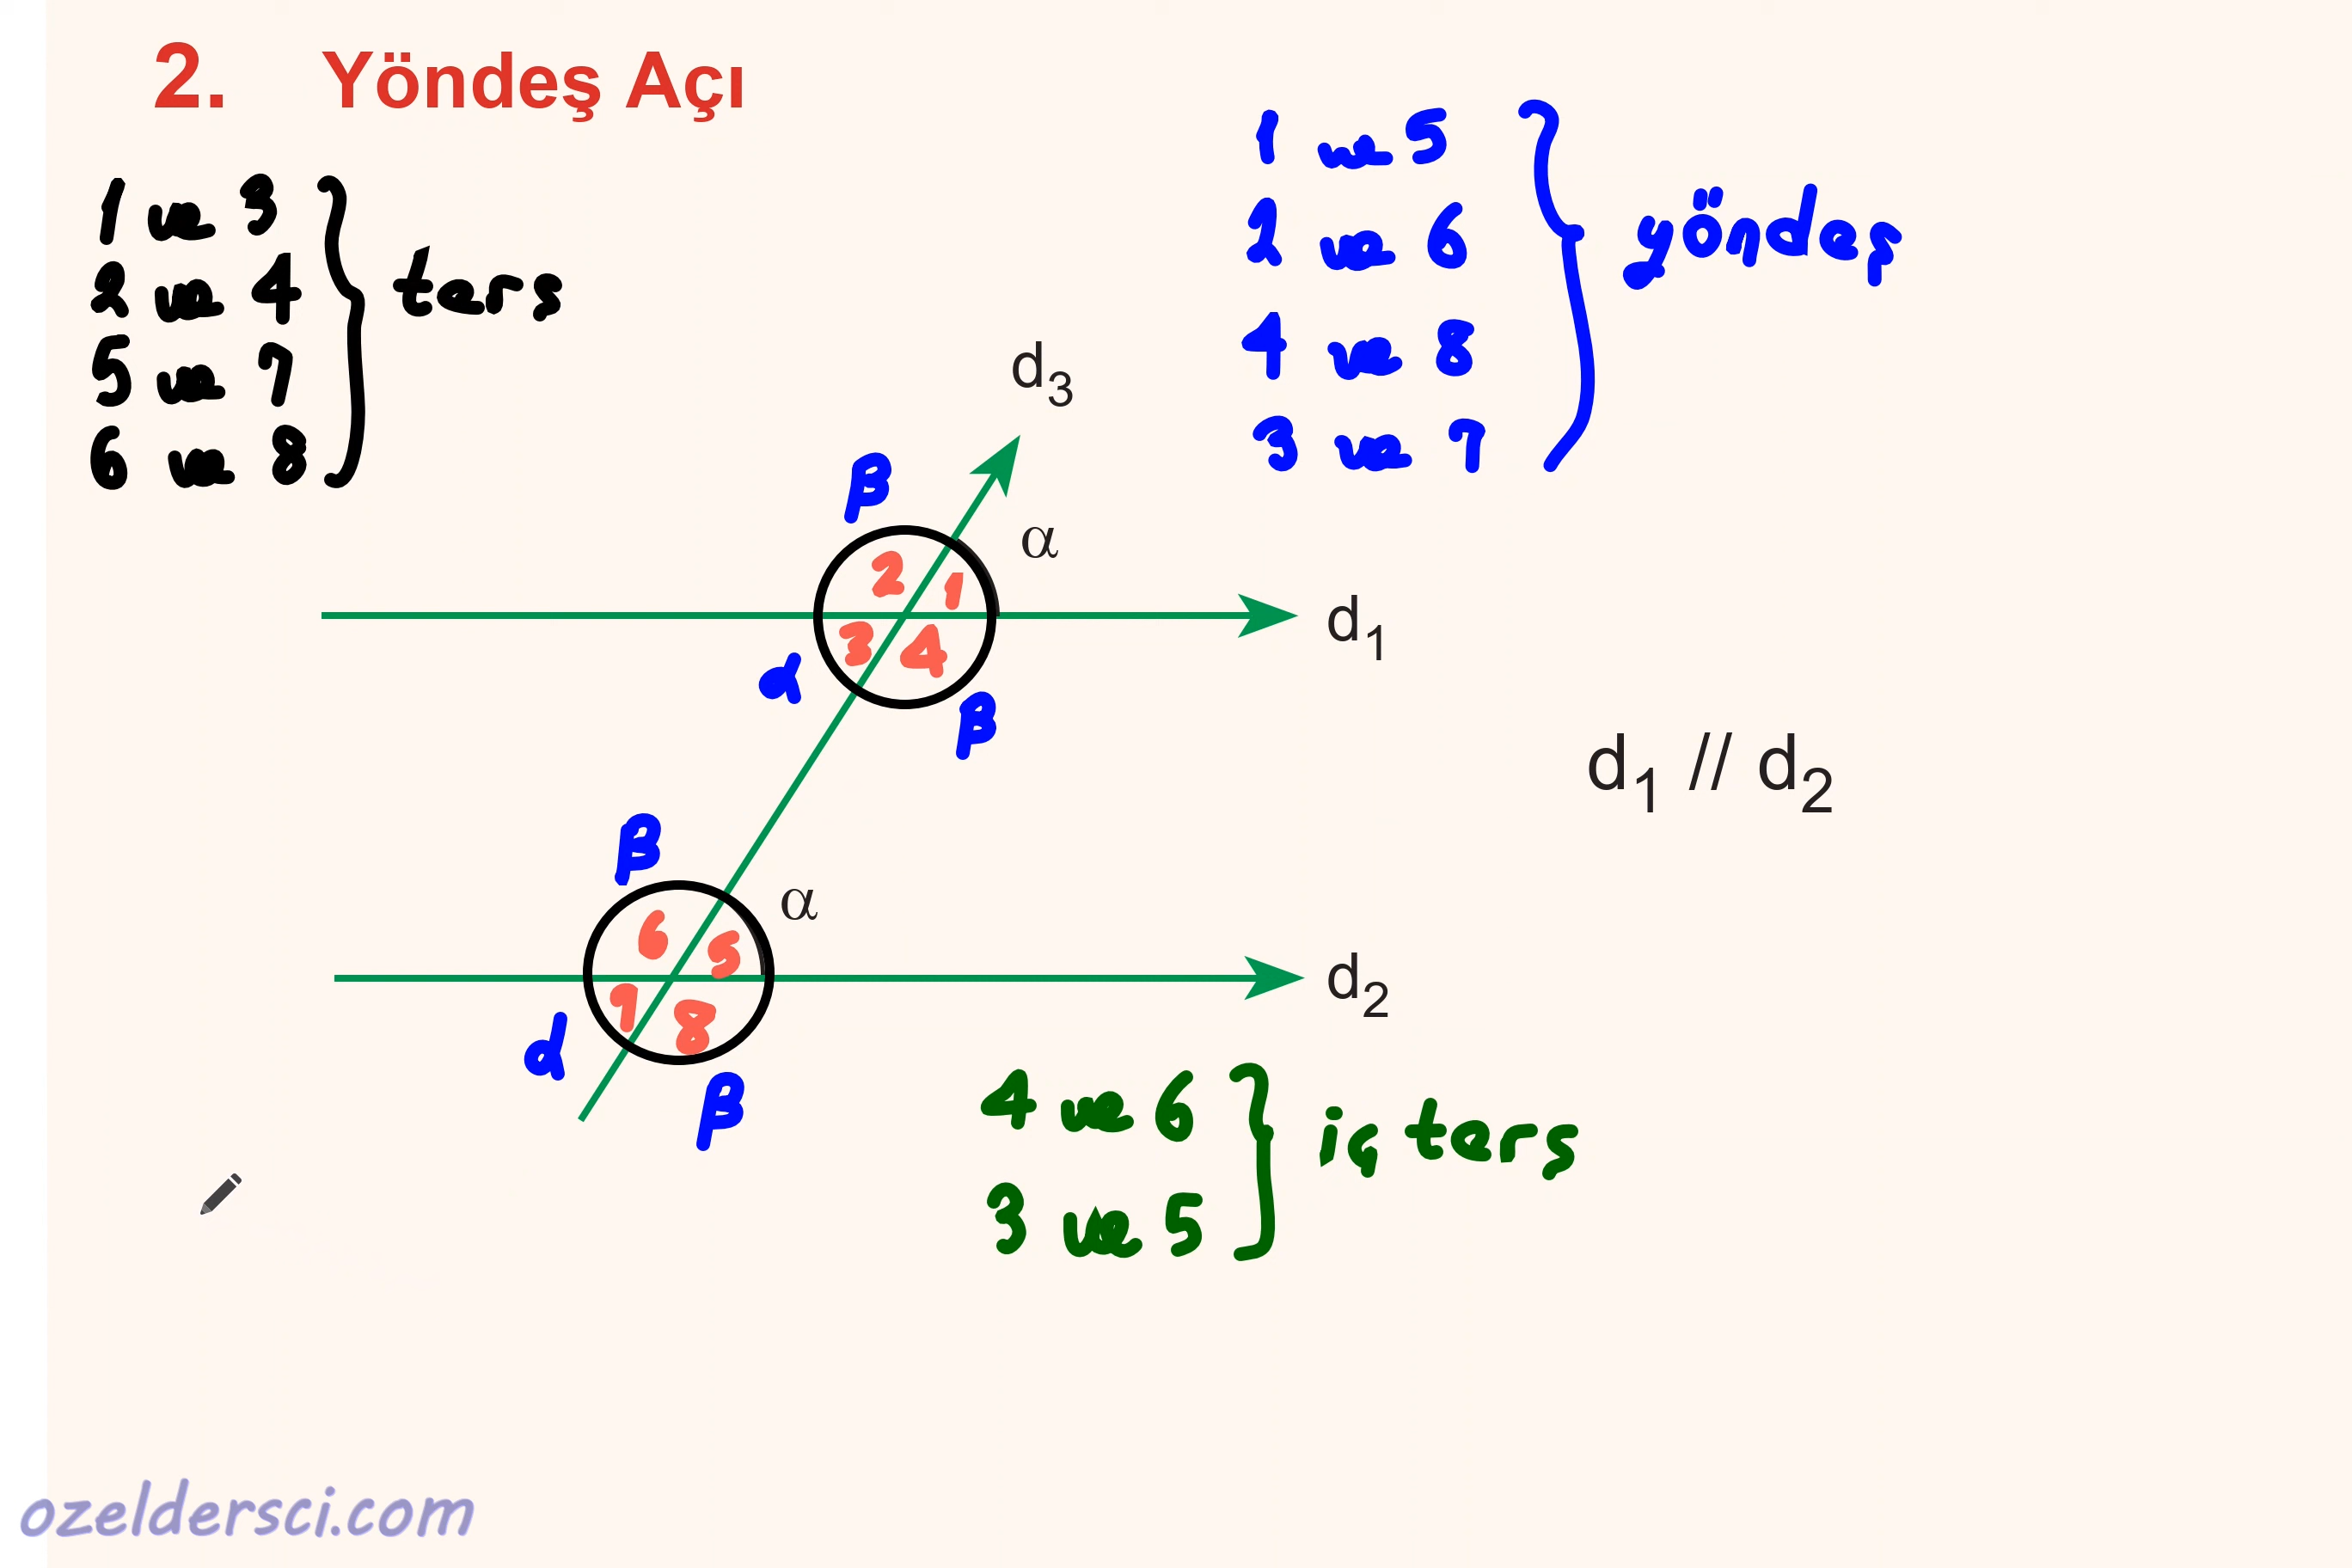 2. Yöndeş Açı
1 ve 3
2 ve 4
5 ve 7
6 ve 8
ters
1 ve 5
2 ve 6
4 ve 8
3 ve 7
yöndeş
d3
β
α
2
1
d1
3
4
α
β
d1 // d2
β
α
6
5
d2
7
8
α
β
4 ve 6
3 ve 5
iç ters
ozeldersci.com